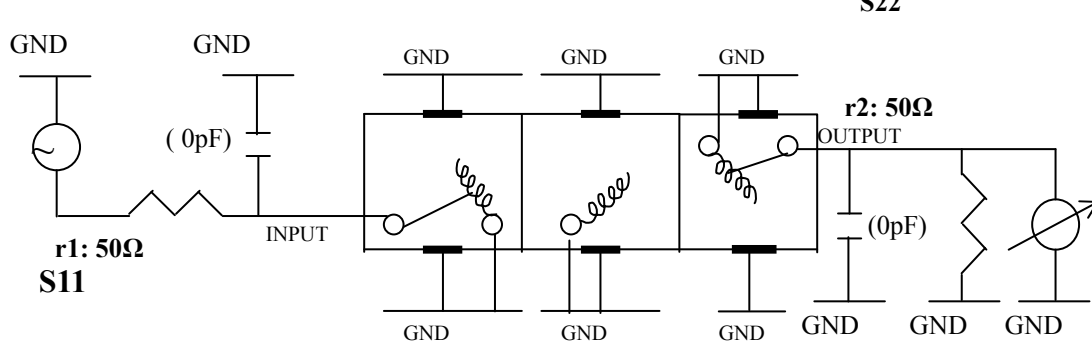 S22
GND
GND
GND
GND
GND
r2: 50Ω
( 0pF)
OUTPUT
INPUT
(0pF)
r1: 50Ω
S11
GND
GND
GND
GND
GND
GND